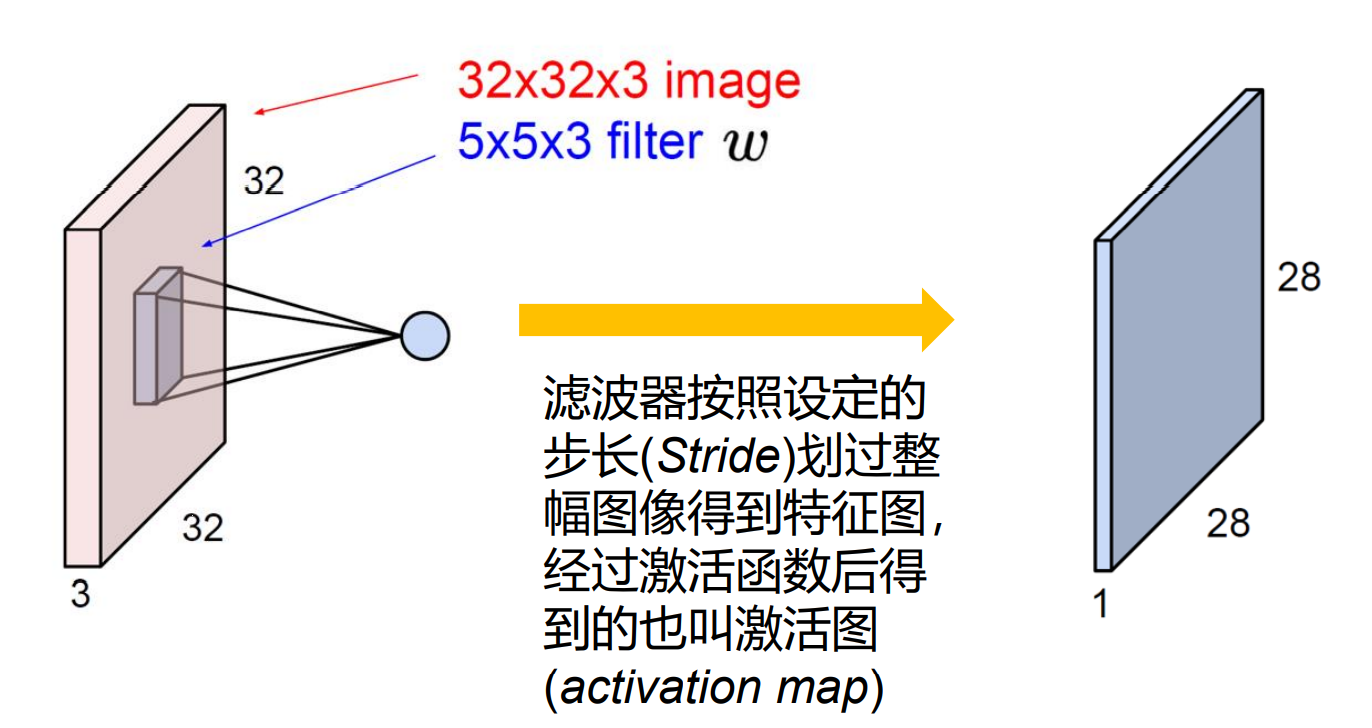 32x32x3 image
5x5x3 filter w
32
32
3
滤波器按照设定的
步长(Stride)划过整
幅图像得到特征图，
经过激活函数后得
到的也叫激活图
(activation map)
28
28
1